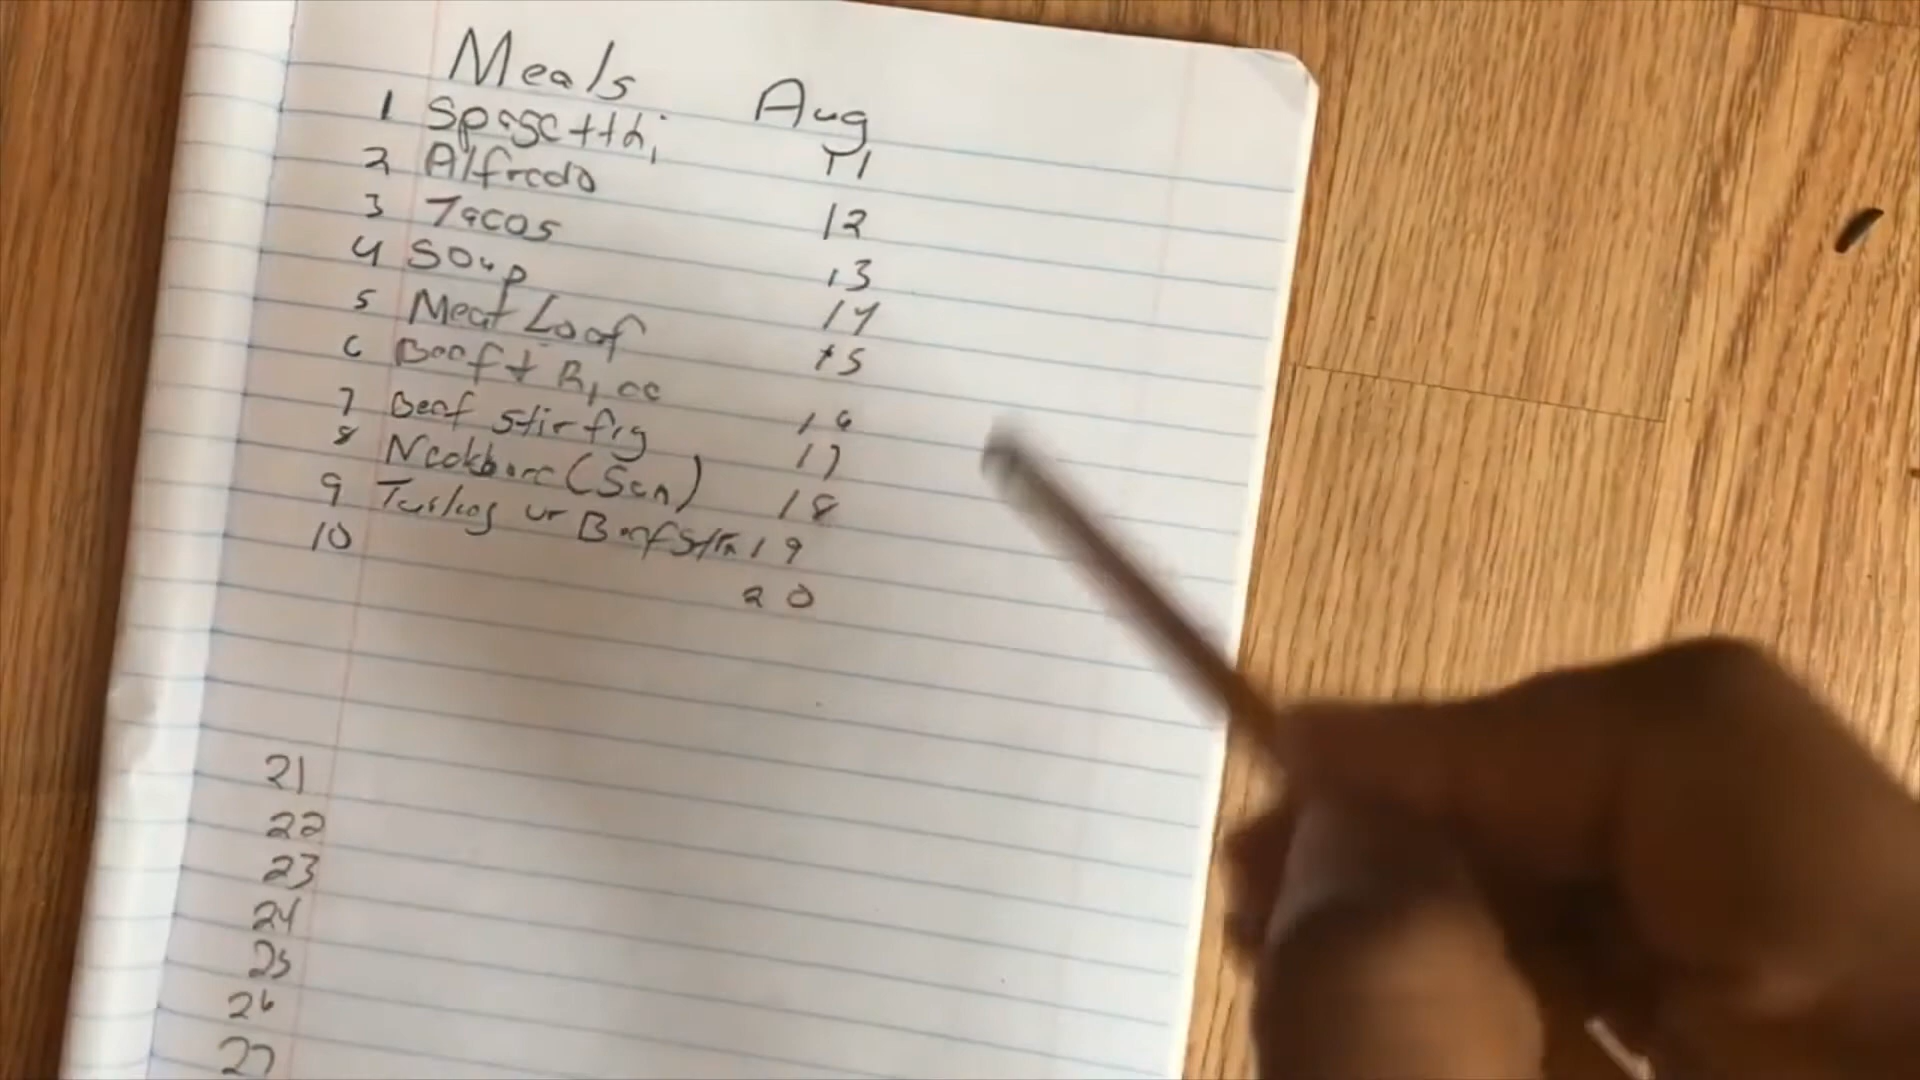 Meals Aug
1 Spagetthi
2 Alfredo 11
3 Tacos 12
4 Soup 13
5 Meat Loaf 14
6 Beef + Rice 15
7 Beef stir fry 16
8 Neckbone (Sun) 17
9 Turkey or Beef 18
10 19
20
21
22
23
24
25
26
27